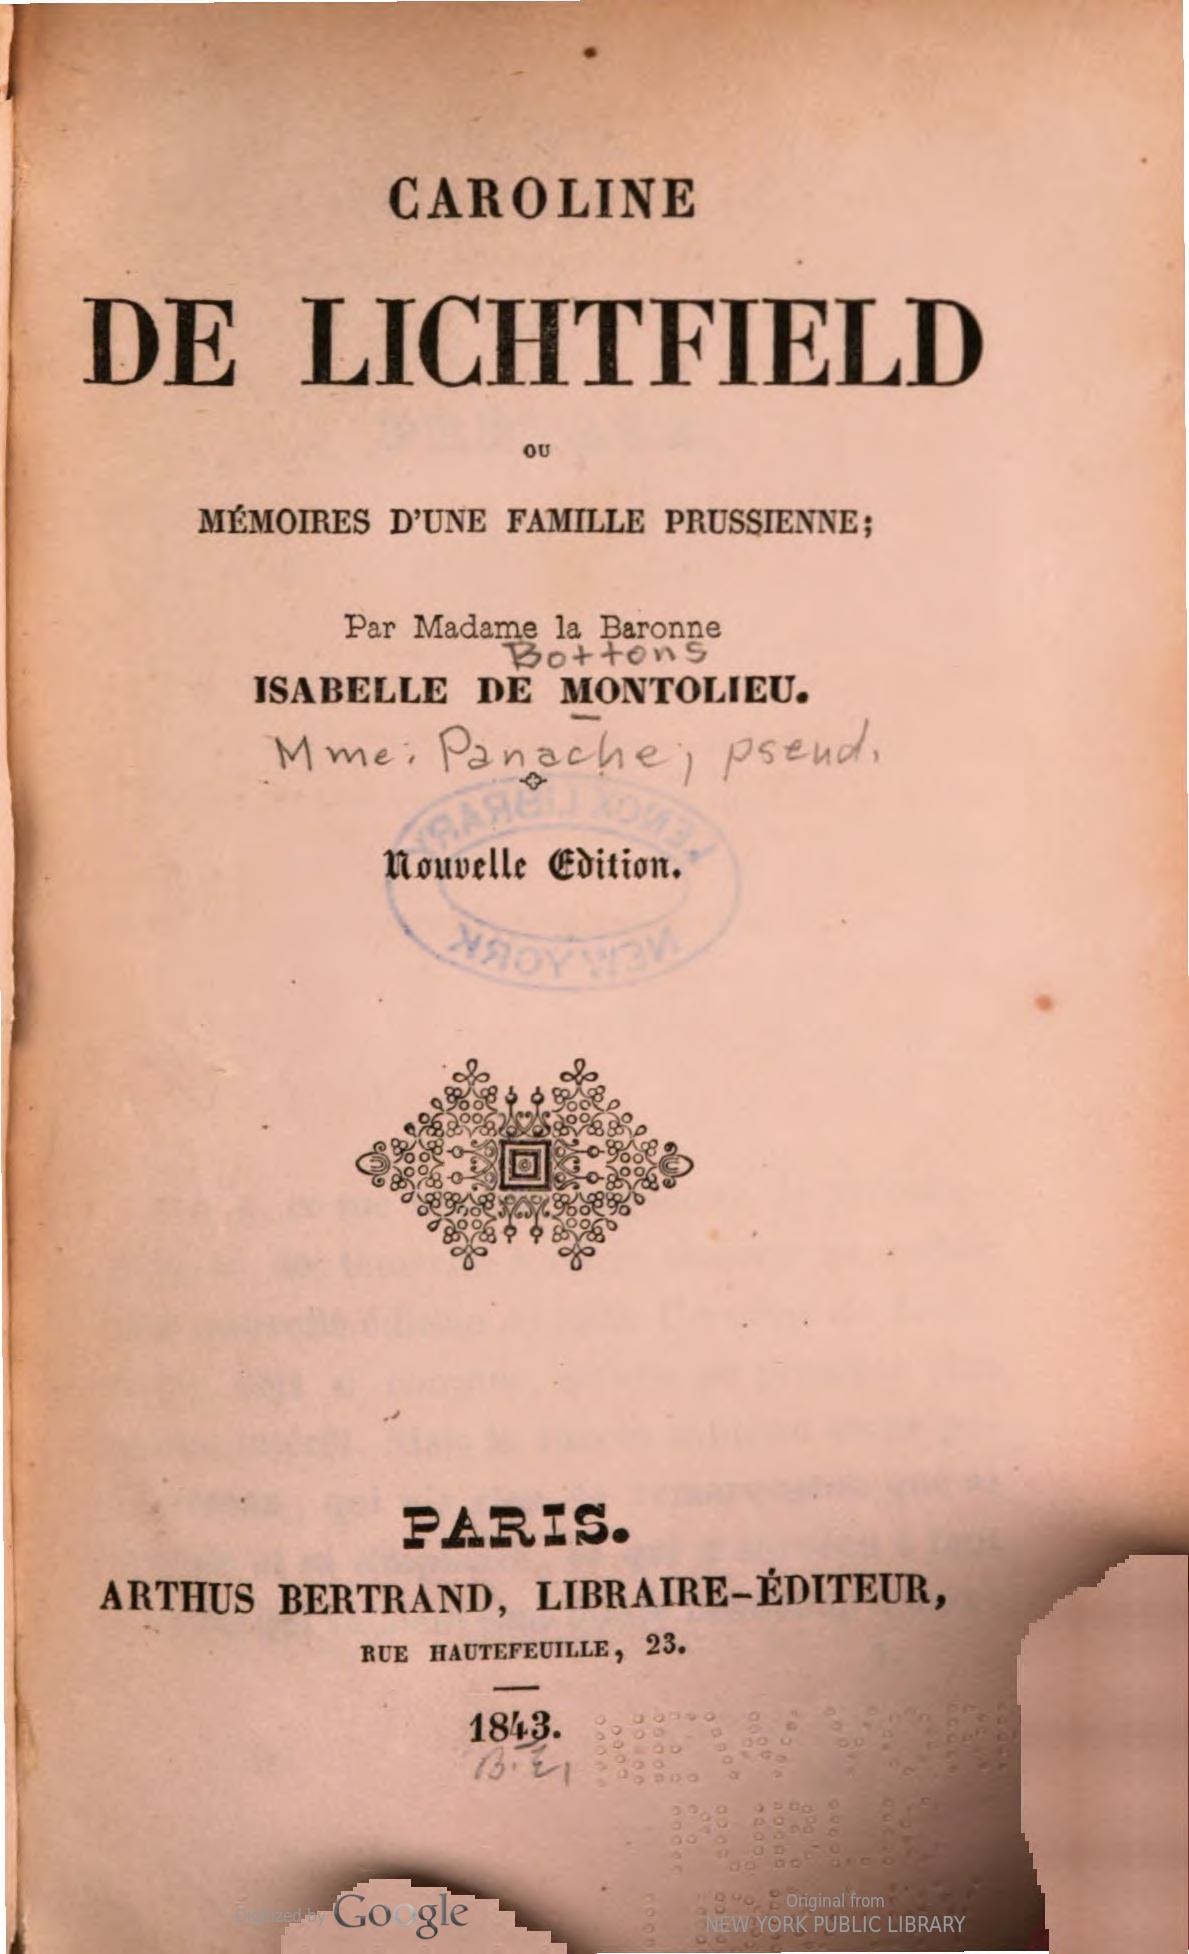 CAROLINE
DE LICHTFIELD
OU
MÉMOIRES D'UNE FAMILLE PRUSSIENNE;
Par Madame la Baronne
Bottons
ISABELLE DE MONTOLIEU.
Mme. Panache, pseud.
LENOX LIBRARY
Nouvelle Edition.
NEW YORK
PARIS.
ARTHUS BERTRAND, LIBRAIRE-ÉDITEUR,
RUE HAUTEFEUILLE, 23.
1843.
Digitized by Google
Original from
NEW YORK PUBLIC LIBRARY